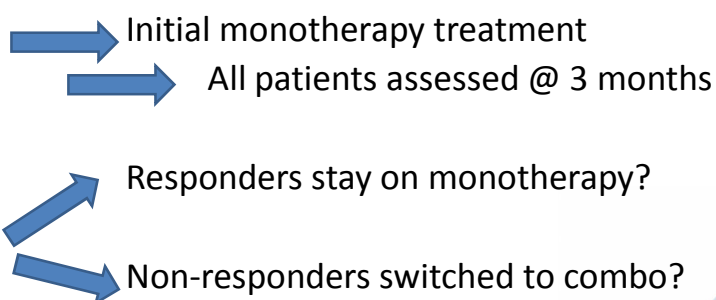 Initial monotherapy treatment
All patients assessed @ 3 months
Responders stay on monotherapy?
Non-responders switched to combo?